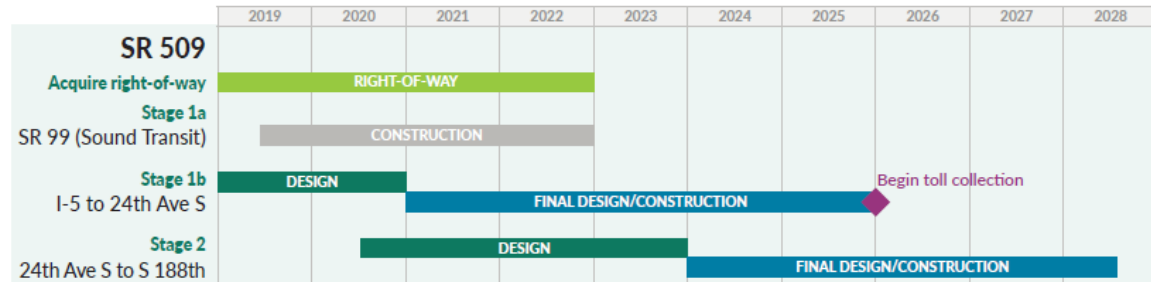 2019 2020 2021 2022 2023 2024 2025 2026 2027 2028
SR 509
Acquire right-of-way RIGHT-OF-WAY
Stage 1a
SR 99 (Sound Transit) CONSTRUCTION
Stage 1b DESIGN Begin toll collection
I-5 to 24th Ave S FINAL DESIGN/CONSTRUCTION
Stage 2 DESIGN
24th Ave S to S 188th FINAL DESIGN/CONSTRUCTION